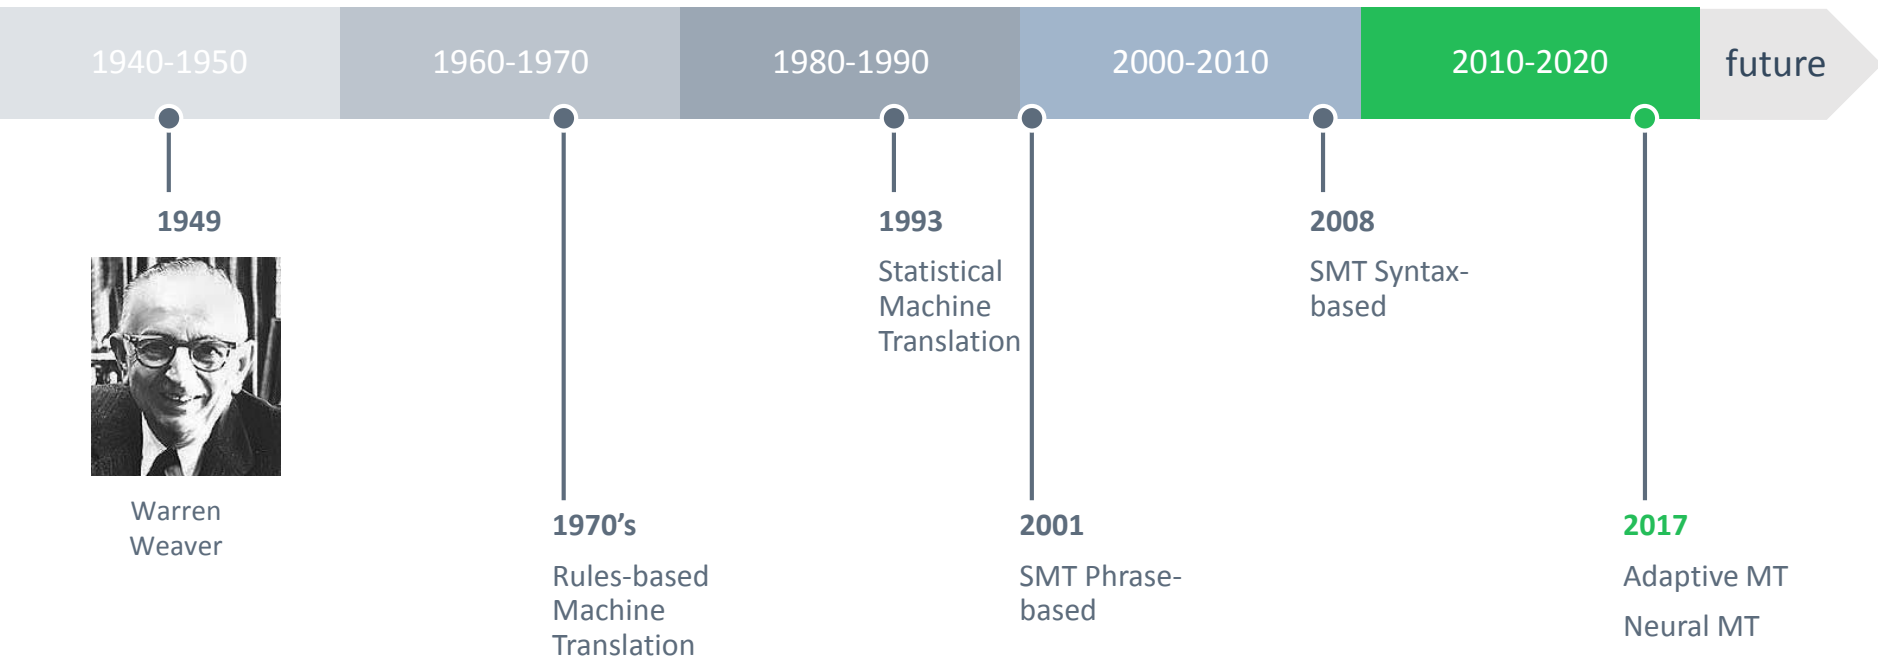 1940-1950
1960-1970
1980-1990
2000-2010
2010-2020
future
1949
Warren
Weaver
1970’s
Rules-based
Machine
Translation
1993
Statistical
Machine
Translation
2001
SMT Phrase-
based
2008
SMT Syntax-
based
2017
Adaptive MT
Neural MT